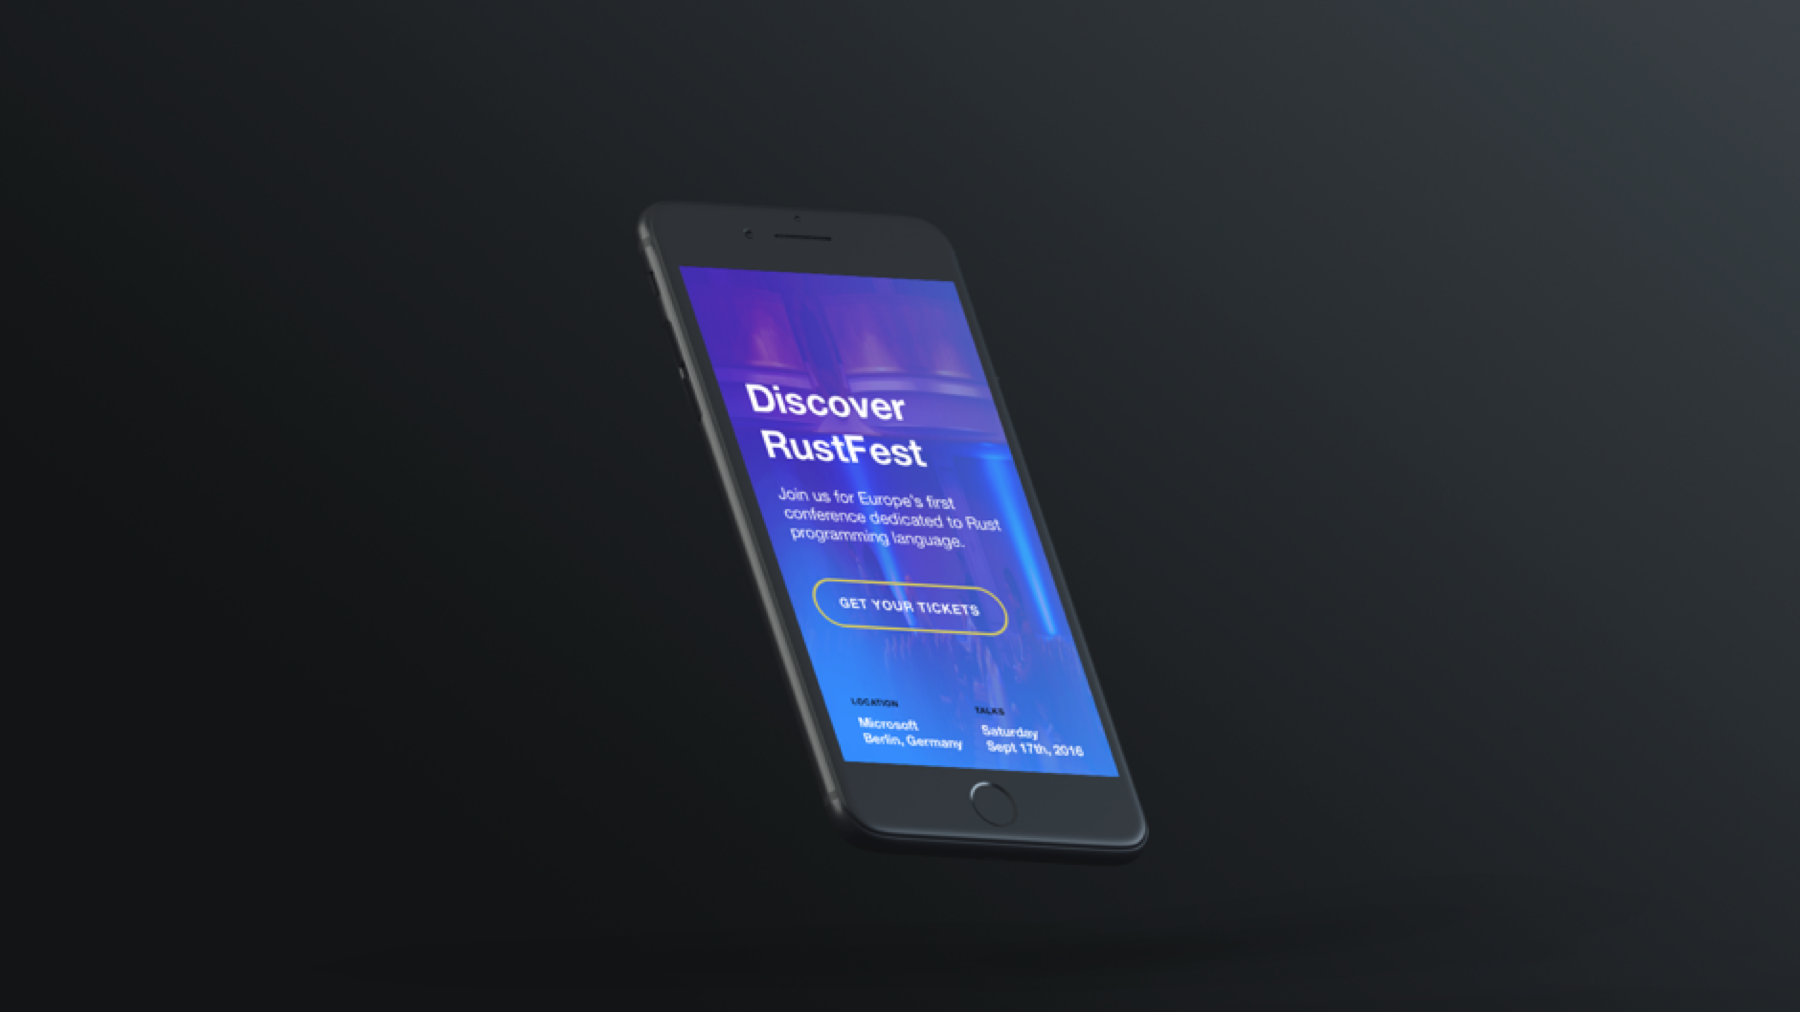 Discover
RustFest
Join us for Europe's first
conference dedicated to Rust
programming language.
GET YOUR TICKETS
LOCATION
Microsoft
Berlin, Germany
TALKS
Saturday
Sept 17th, 2016